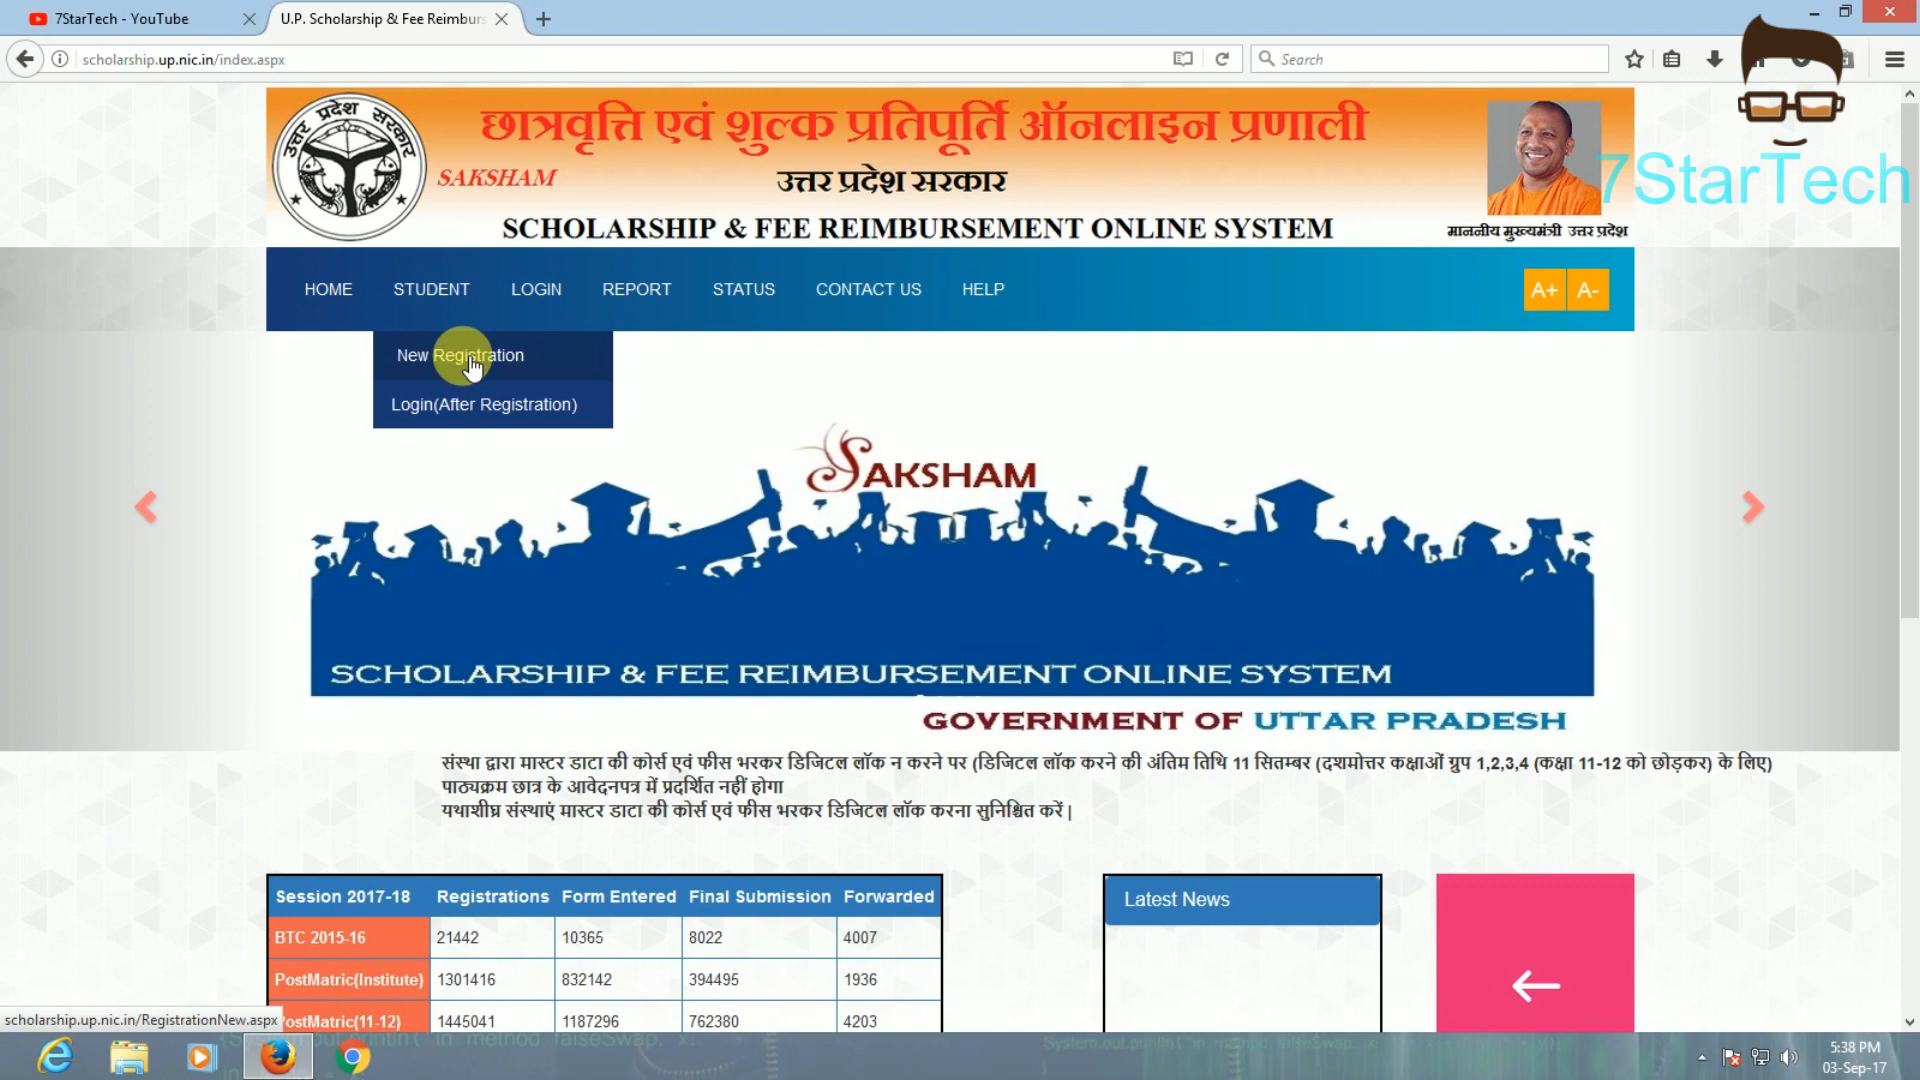 7StarTech - YouTube
U.P. Scholarship & Fee Reimburs
scholarship.up.nic.in/index.aspx
Search
उत्तर प्रदेश सरकार
छात्रवृत्ति एवं शुल्क प्रतिपूर्ति ऑनलाइन प्रणाली
SAKSHAM
उत्तर प्रदेश सरकार
SCHOLARSHIP & FEE REIMBURSEMENT ONLINE SYSTEM
माननीय मुख्यमंत्री उत्तर प्रदेश
7StarTech
HOME STUDENT LOGIN REPORT STATUS CONTACT US HELP A+ A-
New Registration
Login(After Registration)
SAKSHAM
SCHOLARSHIP & FEE REIMBURSEMENT ONLINE SYSTEM
GOVERNMENT OF UTTAR PRADESH
संस्था द्वारा मास्टर डाटा की कोर्स एवं फीस भरकर डिजिटल लॉक न करने पर (डिजिटल लॉक करने की अंतिम तिथि 11 सितम्बर (दशमोत्तर कक्षाओं ग्रुप 1,2,3,4 (कक्षा 11-12 को छोड़कर) के लिए)
पाठ्यक्रम छात्र के आवेदनपत्र में प्रदर्शित नहीं होगा
यथाशीघ्र संस्थाएं मास्टर डाटा की कोर्स एवं फीस भरकर डिजिटल लॉक करना सुनिश्चित करें |
Session 2017-18 Registrations Form Entered Final Submission Forwarded
BTC 2015-16 21442 10365 8022 4007
PostMatric(Institute) 1301416 832142 394495 1936
PostMatric(11-12) 1445041 1187296 762380 4203
Latest News
scholarship.up.nic.in/RegistrationNew.aspx
5:38 PM
03-Sep-17